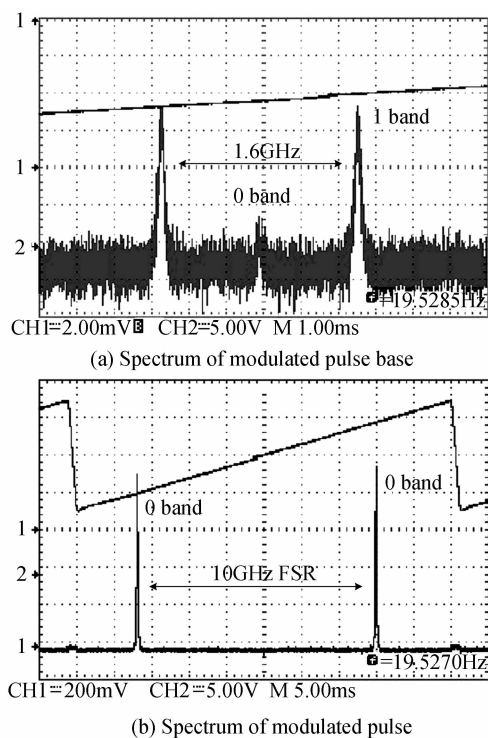 1
1 band
1.6GHz
1
0 band
2
f=19.5285Hz
CH1=2.00mV B CH2=5.00V M 1.00ms
(a) Spectrum of modulated pulse base
0 band
0 band
1
2
10GHz FSR
1
f=19.5270Hz
CH1=200mV CH2=5.00V M 5.00ms
(b) Spectrum of modulated pulse